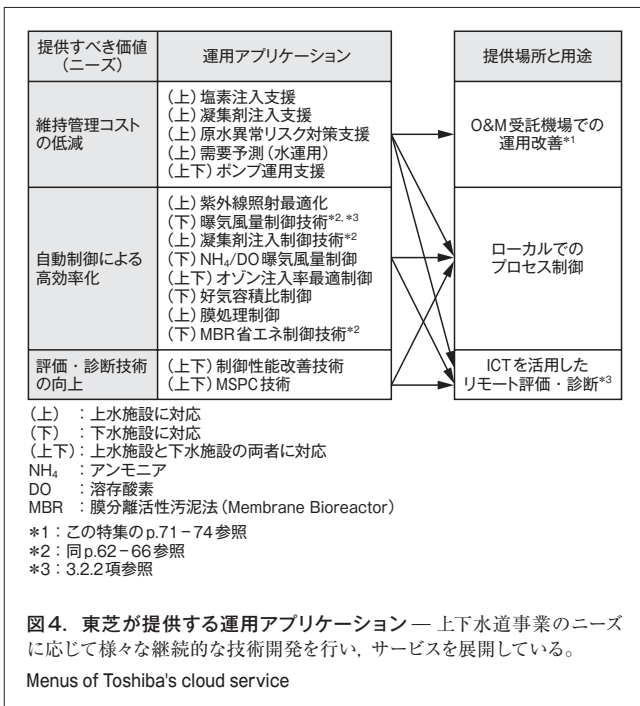 提供すべき価値
（ニーズ）
運用アプリケーション
提供場所と用途
維持管理コスト
の低減
（上）塩素注入支援
（上）凝集剤注入支援
（上）原水異常リスク対策支援
（上）需要予測（水運用）
（上下）ポンプ運用支援
O&M受託機場での
運用改善*1
自動制御による
高効率化
（上）紫外線照射最適化
（下）曝気風量制御技術*2, *3
（上）凝集剤注入制御技術*2
（下）NH4/DO曝気風量制御
（上下）オゾン注入率最適制御
（下）好気容積比制御
（上）膜処理制御
（下）MBR省エネ制御技術*2
ローカルでの
プロセス制御
評価・診断技術
の向上
（上下）制御性能改善技術
（上下）MSPC技術
ICTを活用した
リモート評価・診断*3
（上）：上水施設に対応
（下）：下水施設に対応
（上下）：上水施設と下水施設の両者に対応
NH4：アンモニア
DO：溶存酸素
MBR：膜分離活性汚泥法（Membrane Bioreactor）
*1：この特集のp.71－74参照
*2：同p.62－66参照
*3：3.2.2項参照
図4. 東芝が提供する運用アプリケーション — 上下水道事業のニーズ
に応じて様々な継続的な技術開発を行い，サービスを展開している。
Menus of Toshiba's cloud service